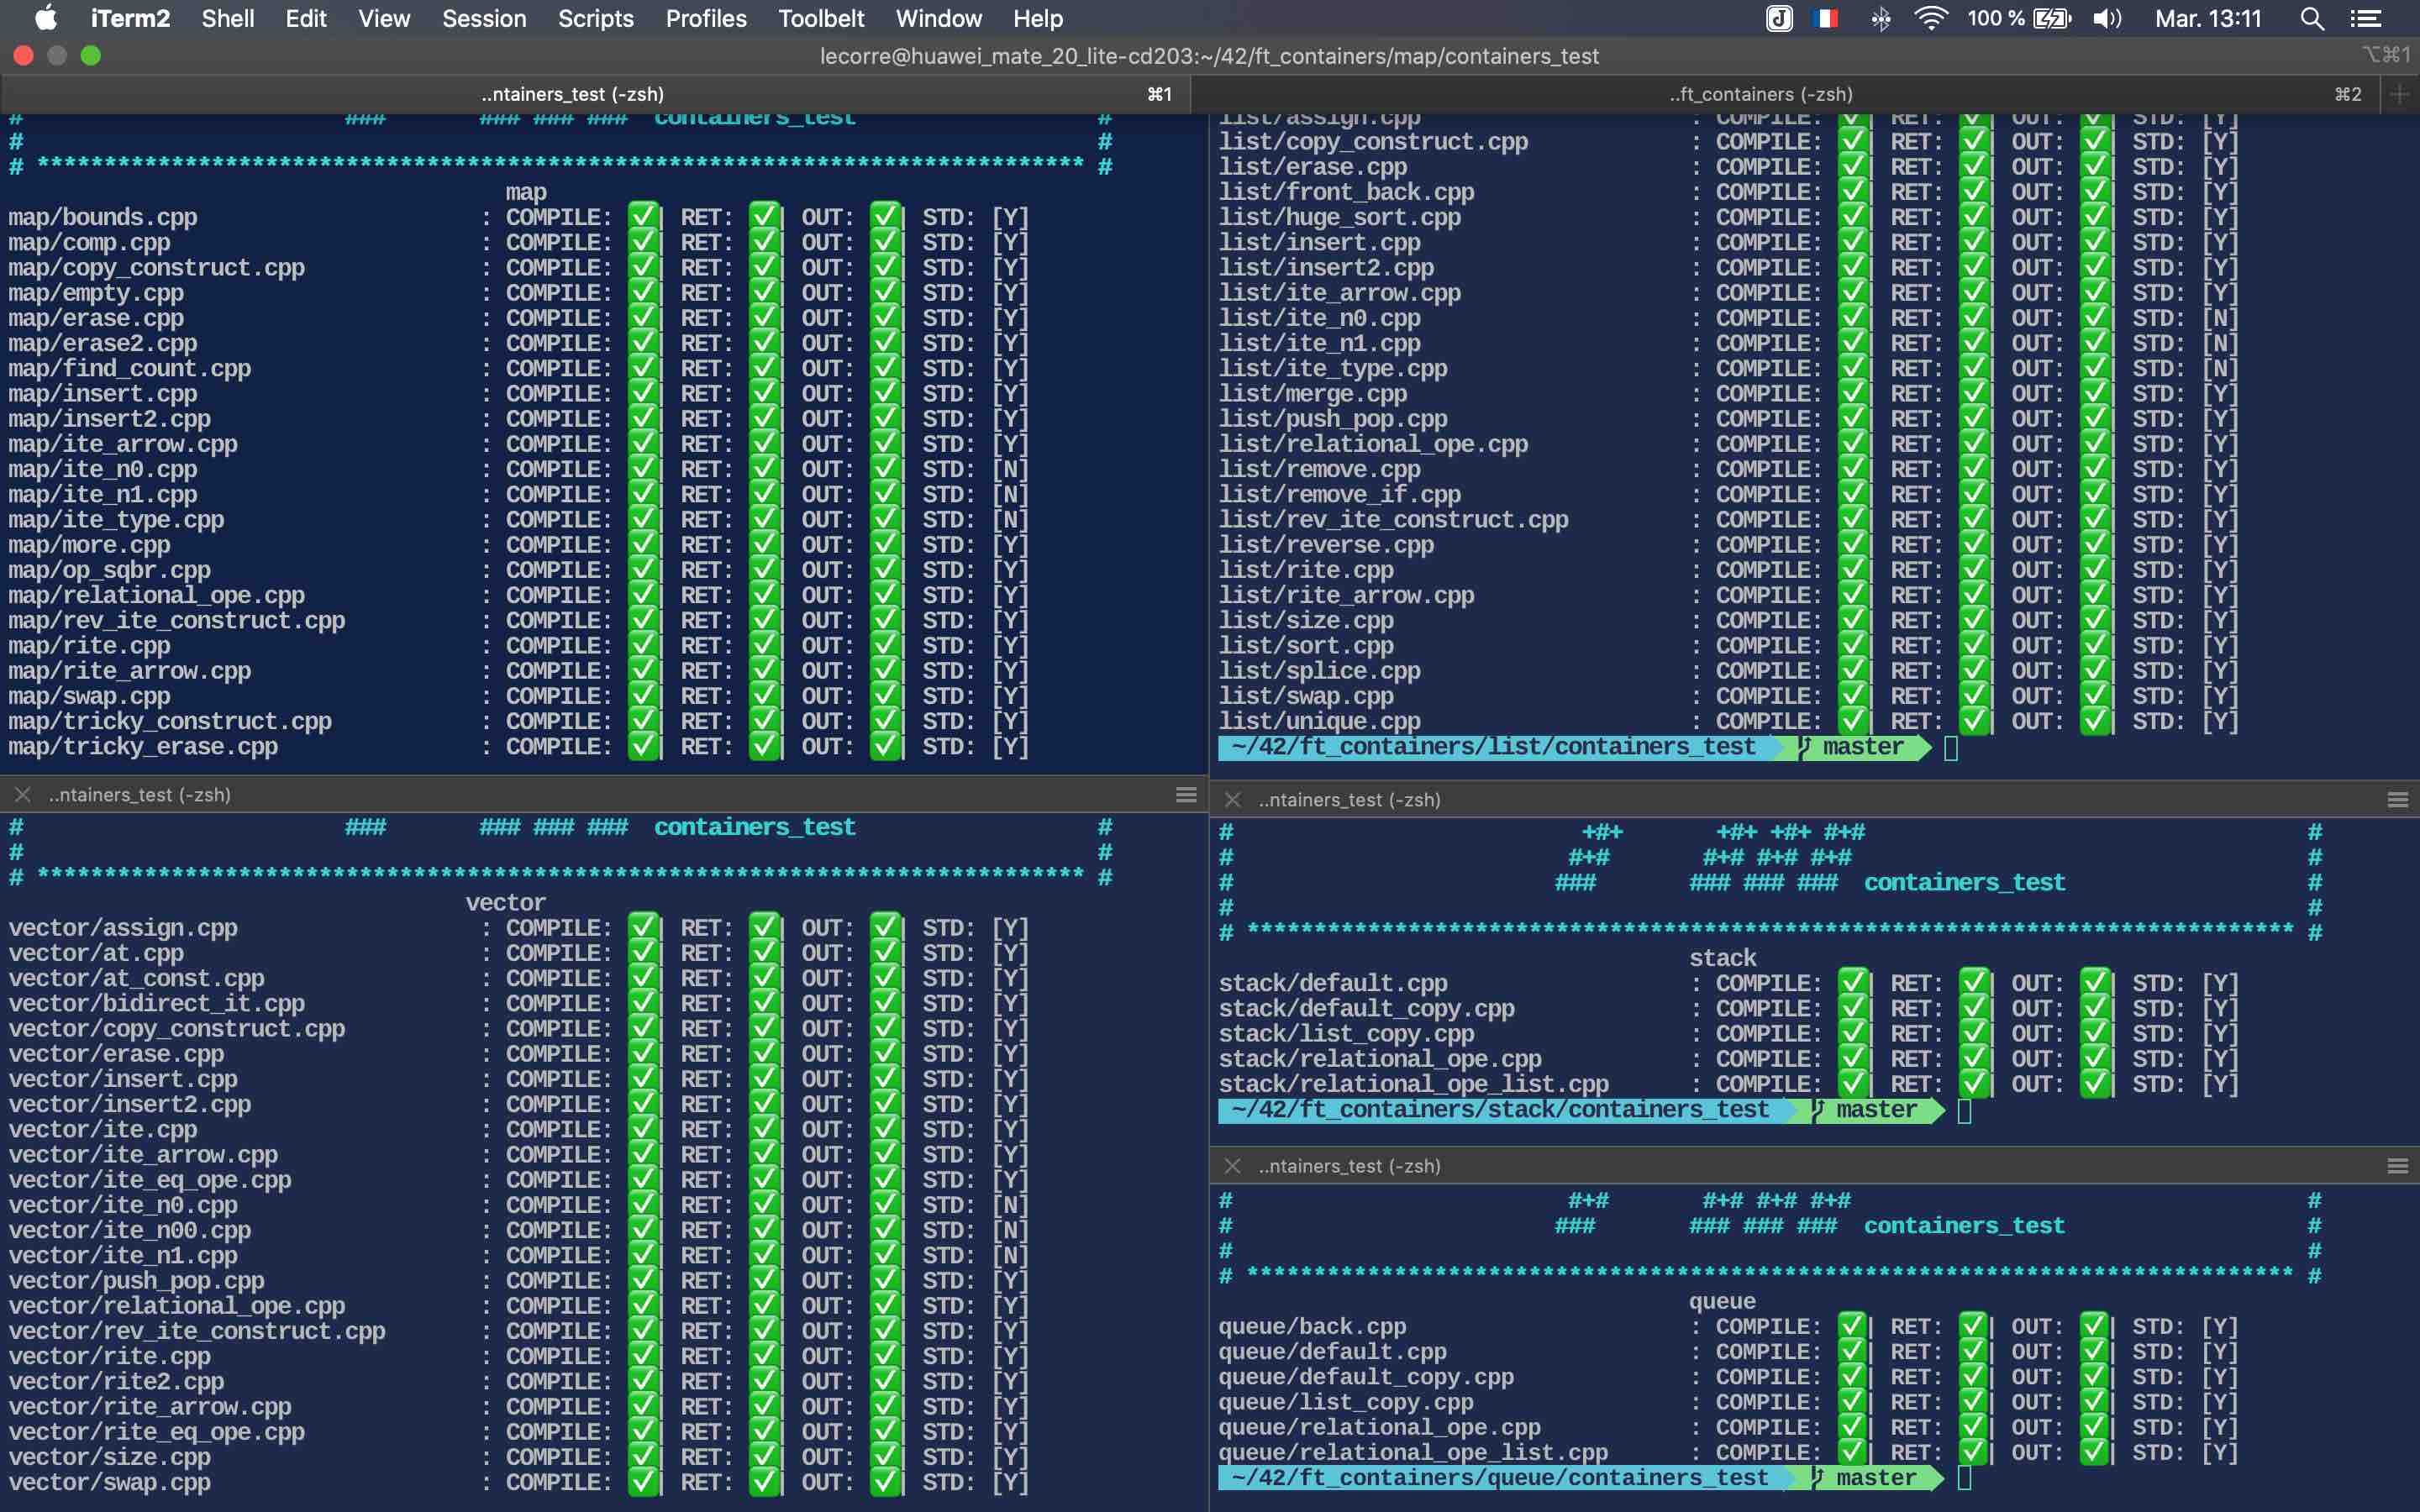 iTerm2 Shell Edit View Session Scripts Profiles Toolbelt Window Help 100 % Mar. 13:11
lecorre@huawei_mate_20_lite-cd203:~/42/ft_containers/map/containers_test ⌥⌘1
..ntainers_test (-zsh) ⌘1
..ft_containers (-zsh) ⌘2
# ### ### ### ### containers_test #
# #
# ****************************************************************************** #
map
map/bounds.cpp : COMPILE: ✅| RET: ✅| OUT: ✅| STD: [Y]
map/comp.cpp : COMPILE: ✅| RET: ✅| OUT: ✅| STD: [Y]
map/copy_construct.cpp : COMPILE: ✅| RET: ✅| OUT: ✅| STD: [Y]
map/empty.cpp : COMPILE: ✅| RET: ✅| OUT: ✅| STD: [Y]
map/erase.cpp : COMPILE: ✅| RET: ✅| OUT: ✅| STD: [Y]
map/erase2.cpp : COMPILE: ✅| RET: ✅| OUT: ✅| STD: [Y]
map/find_count.cpp : COMPILE: ✅| RET: ✅| OUT: ✅| STD: [Y]
map/insert.cpp : COMPILE: ✅| RET: ✅| OUT: ✅| STD: [Y]
map/insert2.cpp : COMPILE: ✅| RET: ✅| OUT: ✅| STD: [Y]
map/ite_arrow.cpp : COMPILE: ✅| RET: ✅| OUT: ✅| STD: [Y]
map/ite_n0.cpp : COMPILE: ✅| RET: ✅| OUT: ✅| STD: [N]
map/ite_n1.cpp : COMPILE: ✅| RET: ✅| OUT: ✅| STD: [N]
map/ite_type.cpp : COMPILE: ✅| RET: ✅| OUT: ✅| STD: [N]
map/more.cpp : COMPILE: ✅| RET: ✅| OUT: ✅| STD: [Y]
map/op_sqbr.cpp : COMPILE: ✅| RET: ✅| OUT: ✅| STD: [Y]
map/relational_ope.cpp : COMPILE: ✅| RET: ✅| OUT: ✅| STD: [Y]
map/rev_ite_construct.cpp : COMPILE: ✅| RET: ✅| OUT: ✅| STD: [Y]
map/rite.cpp : COMPILE: ✅| RET: ✅| OUT: ✅| STD: [Y]
map/rite_arrow.cpp : COMPILE: ✅| RET: ✅| OUT: ✅| STD: [Y]
map/swap.cpp : COMPILE: ✅| RET: ✅| OUT: ✅| STD: [Y]
map/tricky_construct.cpp : COMPILE: ✅| RET: ✅| OUT: ✅| STD: [Y]
map/tricky_erase.cpp : COMPILE: ✅| RET: ✅| OUT: ✅| STD: [Y]
..ntainers_test (-zsh)
# ### ### ### ### containers_test #
# #
# ****************************************************************************** #
vector
vector/assign.cpp : COMPILE: ✅| RET: ✅| OUT: ✅| STD: [Y]
vector/at.cpp : COMPILE: ✅| RET: ✅| OUT: ✅| STD: [Y]
vector/at_const.cpp : COMPILE: ✅| RET: ✅| OUT: ✅| STD: [Y]
vector/bidirect_it.cpp : COMPILE: ✅| RET: ✅| OUT: ✅| STD: [Y]
vector/copy_construct.cpp : COMPILE: ✅| RET: ✅| OUT: ✅| STD: [Y]
vector/erase.cpp : COMPILE: ✅| RET: ✅| OUT: ✅| STD: [Y]
vector/insert.cpp : COMPILE: ✅| RET: ✅| OUT: ✅| STD: [Y]
vector/insert2.cpp : COMPILE: ✅| RET: ✅| OUT: ✅| STD: [Y]
vector/ite.cpp : COMPILE: ✅| RET: ✅| OUT: ✅| STD: [Y]
vector/ite_arrow.cpp : COMPILE: ✅| RET: ✅| OUT: ✅| STD: [Y]
vector/ite_eq_ope.cpp : COMPILE: ✅| RET: ✅| OUT: ✅| STD: [Y]
vector/ite_n0.cpp : COMPILE: ✅| RET: ✅| OUT: ✅| STD: [N]
vector/ite_n00.cpp : COMPILE: ✅| RET: ✅| OUT: ✅| STD: [N]
vector/ite_n1.cpp : COMPILE: ✅| RET: ✅| OUT: ✅| STD: [N]
vector/push_pop.cpp : COMPILE: ✅| RET: ✅| OUT: ✅| STD: [Y]
vector/relational_ope.cpp : COMPILE: ✅| RET: ✅| OUT: ✅| STD: [Y]
vector/rev_ite_construct.cpp : COMPILE: ✅| RET: ✅| OUT: ✅| STD: [Y]
vector/rite.cpp : COMPILE: ✅| RET: ✅| OUT: ✅| STD: [Y]
vector/rite2.cpp : COMPILE: ✅| RET: ✅| OUT: ✅| STD: [Y]
vector/rite_arrow.cpp : COMPILE: ✅| RET: ✅| OUT: ✅| STD: [Y]
vector/rite_eq_ope.cpp : COMPILE: ✅| RET: ✅| OUT: ✅| STD: [Y]
vector/size.cpp : COMPILE: ✅| RET: ✅| OUT: ✅| STD: [Y]
vector/swap.cpp : COMPILE: ✅| RET: ✅| OUT: ✅| STD: [Y]
list/assign.cpp : COMPILE: ✅| RET: ✅| OUT: ✅| STD: [Y]
list/copy_construct.cpp : COMPILE: ✅| RET: ✅| OUT: ✅| STD: [Y]
list/erase.cpp : COMPILE: ✅| RET: ✅| OUT: ✅| STD: [Y]
list/front_back.cpp : COMPILE: ✅| RET: ✅| OUT: ✅| STD: [Y]
list/huge_sort.cpp : COMPILE: ✅| RET: ✅| OUT: ✅| STD: [Y]
list/insert.cpp : COMPILE: ✅| RET: ✅| OUT: ✅| STD: [Y]
list/insert2.cpp : COMPILE: ✅| RET: ✅| OUT: ✅| STD: [Y]
list/ite_arrow.cpp : COMPILE: ✅| RET: ✅| OUT: ✅| STD: [Y]
list/ite_n0.cpp : COMPILE: ✅| RET: ✅| OUT: ✅| STD: [N]
list/ite_n1.cpp : COMPILE: ✅| RET: ✅| OUT: ✅| STD: [N]
list/ite_type.cpp : COMPILE: ✅| RET: ✅| OUT: ✅| STD: [N]
list/merge.cpp : COMPILE: ✅| RET: ✅| OUT: ✅| STD: [Y]
list/push_pop.cpp : COMPILE: ✅| RET: ✅| OUT: ✅| STD: [Y]
list/relational_ope.cpp : COMPILE: ✅| RET: ✅| OUT: ✅| STD: [Y]
list/remove.cpp : COMPILE: ✅| RET: ✅| OUT: ✅| STD: [Y]
list/remove_if.cpp : COMPILE: ✅| RET: ✅| OUT: ✅| STD: [Y]
list/rev_ite_construct.cpp : COMPILE: ✅| RET: ✅| OUT: ✅| STD: [Y]
list/reverse.cpp : COMPILE: ✅| RET: ✅| OUT: ✅| STD: [Y]
list/rite.cpp : COMPILE: ✅| RET: ✅| OUT: ✅| STD: [Y]
list/rite_arrow.cpp : COMPILE: ✅| RET: ✅| OUT: ✅| STD: [Y]
list/size.cpp : COMPILE: ✅| RET: ✅| OUT: ✅| STD: [Y]
list/sort.cpp : COMPILE: ✅| RET: ✅| OUT: ✅| STD: [Y]
list/splice.cpp : COMPILE: ✅| RET: ✅| OUT: ✅| STD: [Y]
list/swap.cpp : COMPILE: ✅| RET: ✅| OUT: ✅| STD: [Y]
list/unique.cpp : COMPILE: ✅| RET: ✅| OUT: ✅| STD: [Y]
~/42/ft_containers/list/containers_test master
..ntainers_test (-zsh)
# +#+ +#+ +#+ #+# #
# #+# #+# #+# #+# #
# ### ### ### ### containers_test #
# #
# ****************************************************************************** #
stack
stack/default.cpp : COMPILE: ✅| RET: ✅| OUT: ✅| STD: [Y]
stack/default_copy.cpp : COMPILE: ✅| RET: ✅| OUT: ✅| STD: [Y]
stack/list_copy.cpp : COMPILE: ✅| RET: ✅| OUT: ✅| STD: [Y]
stack/relational_ope.cpp : COMPILE: ✅| RET: ✅| OUT: ✅| STD: [Y]
stack/relational_ope_list.cpp : COMPILE: ✅| RET: ✅| OUT: ✅| STD: [Y]
~/42/ft_containers/stack/containers_test master
..ntainers_test (-zsh)
# #+# #+# #+# #+# #
# ### ### ### ### containers_test #
# #
# ****************************************************************************** #
queue
queue/back.cpp : COMPILE: ✅| RET: ✅| OUT: ✅| STD: [Y]
queue/default.cpp : COMPILE: ✅| RET: ✅| OUT: ✅| STD: [Y]
queue/default_copy.cpp : COMPILE: ✅| RET: ✅| OUT: ✅| STD: [Y]
queue/list_copy.cpp : COMPILE: ✅| RET: ✅| OUT: ✅| STD: [Y]
queue/relational_ope.cpp : COMPILE: ✅| RET: ✅| OUT: ✅| STD: [Y]
queue/relational_ope_list.cpp : COMPILE: ✅| RET: ✅| OUT: ✅| STD: [Y]
~/42/ft_containers/queue/containers_test master